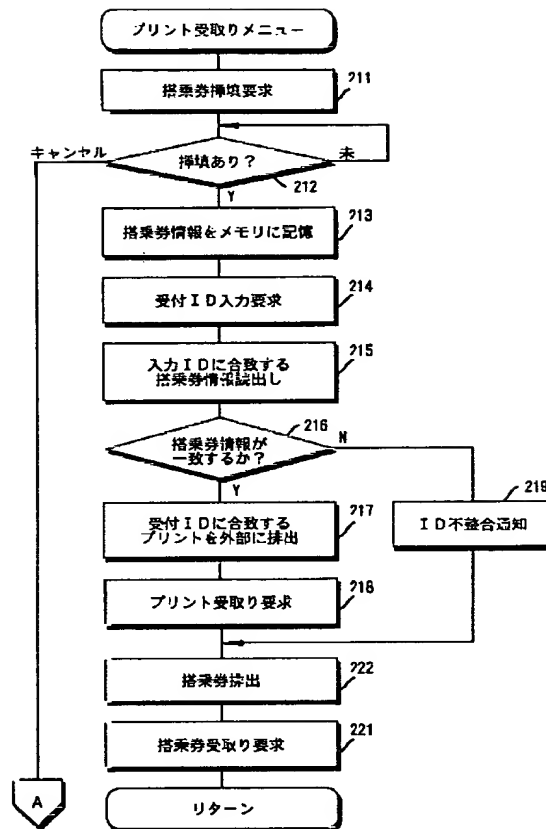 プリント受取りメニュー
搭乗券挿填要求
211
キャンセル
挿填あり?
未
212
Y
搭乗券情報をメモリに記憶
213
受付ID入力要求
214
入力IDに合致する
搭乗券情報読出し
215
216
搭乗券情報が
一致するか?
N
Y
受付IDに合致する
プリントを外部に排出
217
219
ID不整合通知
プリント受取り要求
218
搭乗券排出
222
搭乗券受取り要求
221
A
リターン